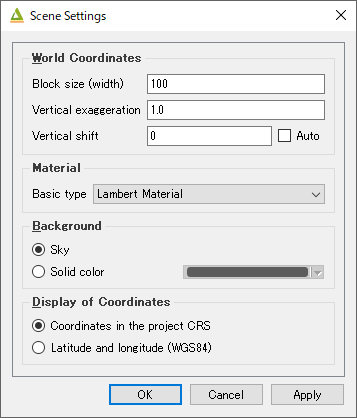 Scene Settings
World Coordinates
Block size (width)
100
Vertical exaggeration
1.0
Vertical shift
0
Auto
Material
Basic type
Lambert Material
Background
Sky
Solid color
Display of Coordinates
Coordinates in the project CRS
Latitude and longitude (WGS84)
OK
Cancel
Apply